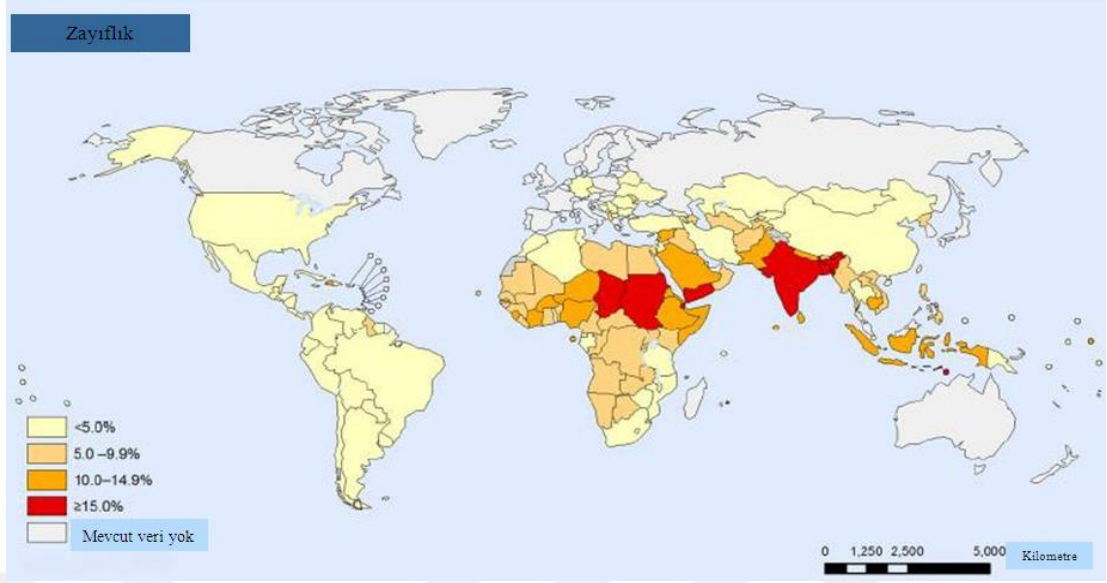 Zayıflık
<5.0%
5.0–9.9%
10.0–14.9%
≥15.0%
Mevcut veri yok
0 1,250 2,500 5,000 Kilometre